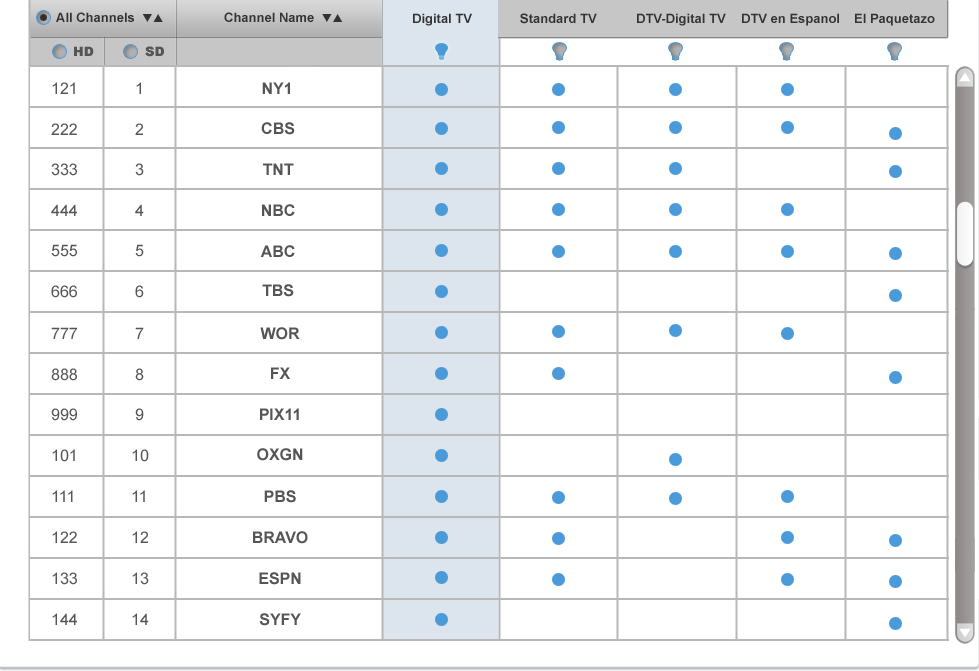 All Channels ▼▲ Channel Name ▼▲ Digital TV Standard TV DTV-Digital TV DTV en Espanol El Paquetazo
HD SD
121 1 NY1
222 2 CBS
333 3 TNT
444 4 NBC
555 5 ABC
666 6 TBS
777 7 WOR
888 8 FX
999 9 PIX11
101 10 OXGN
111 11 PBS
122 12 BRAVO
133 13 ESPN
144 14 SYFY